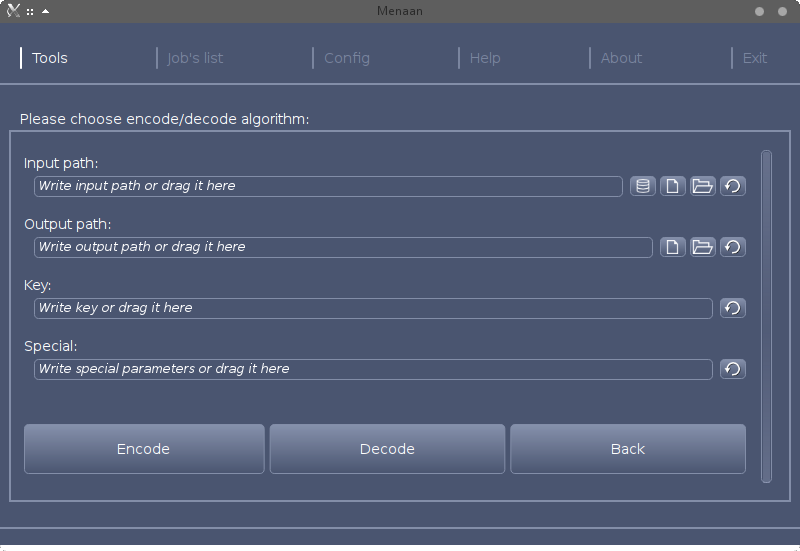 Menaan
Tools Job's list Config Help About Exit
Please choose encode/decode algorithm:
Input path:
Write input path or drag it here
Output path:
Write output path or drag it here
Key:
Write key or drag it here
Special:
Write special parameters or drag it here
Encode Decode Back